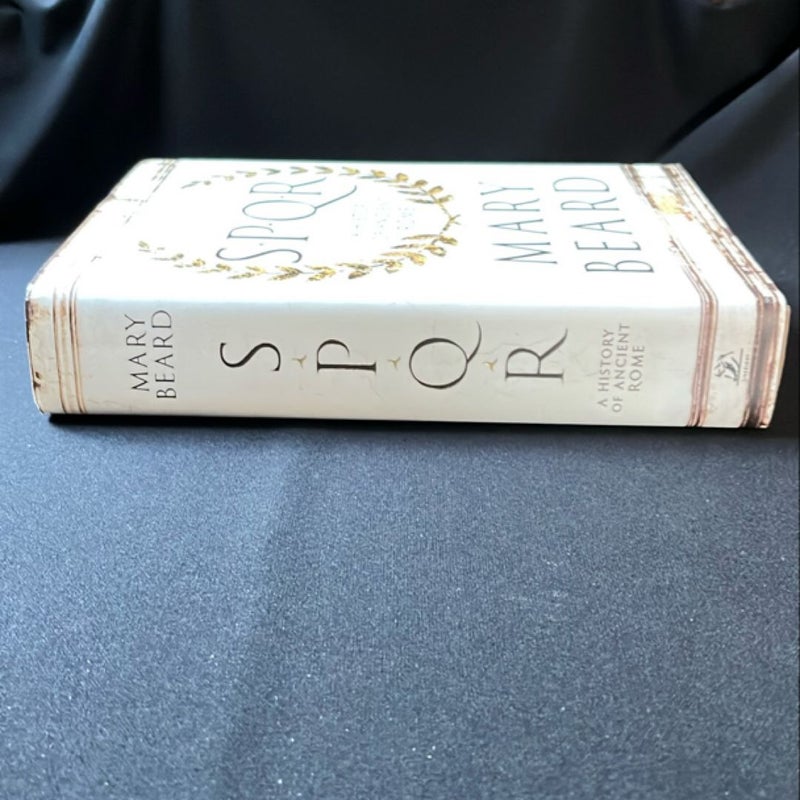 SPQR
MARY
BEARD
MARY
BEARD
S P Q R
A HISTORY
OF ANCIENT
ROME